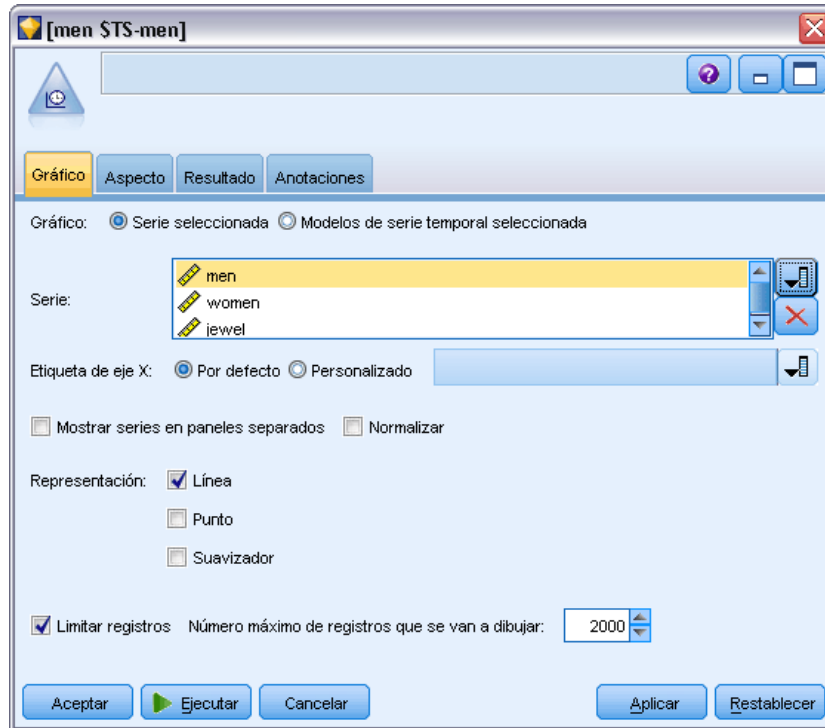 [men $TS-men]
Gráfico Aspecto Resultado Anotaciones
Gráfico: Serie seleccionada Modelos de serie temporal seleccionada
men
Serie: women
jewel
Etiqueta de eje X: Por defecto Personalizado
Mostrar series en paneles separados Normalizar
Representación: Línea
Punto
Suavizador
Limitar registros Número máximo de registros que se van a dibujar: 2000
Aceptar Ejecutar Cancelar Aplicar Restablecer